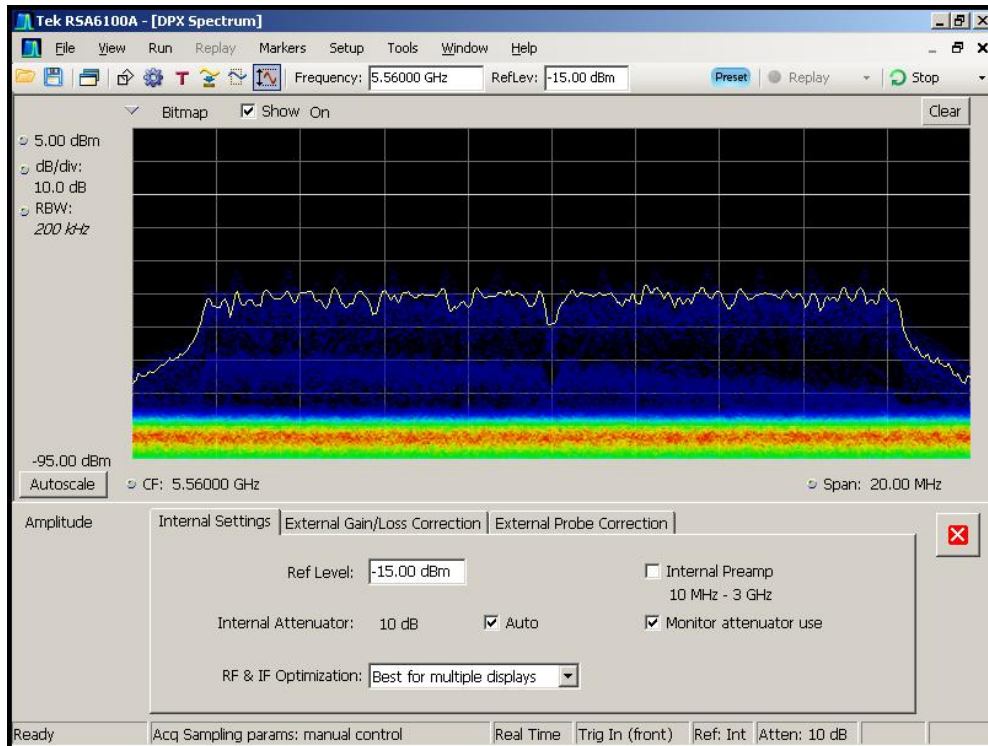 Tek RSA6100A - [DPX Spectrum]
File View Run Replay Markers Setup Tools Window Help
T Frequency: 5.56000 GHz RefLev: -15.00 dBm Preset Replay Stop
Bitmap Show On Clear
5.00 dBm
dB/div:
10.0 dB
RBW:
200 kHz
-95.00 dBm
Autoscale CF: 5.56000 GHz Span: 20.00 MHz
Amplitude Internal Settings External Gain/Loss Correction External Probe Correction
Ref Level: -15.00 dBm Internal Preamp
10 MHz - 3 GHz
Internal Attenuator: 10 dB Auto Monitor attenuator use
RF & IF Optimization: Best for multiple displays
Ready Acq Sampling params: manual control Real Time Trig In (front) Ref: Int Atten: 10 dB